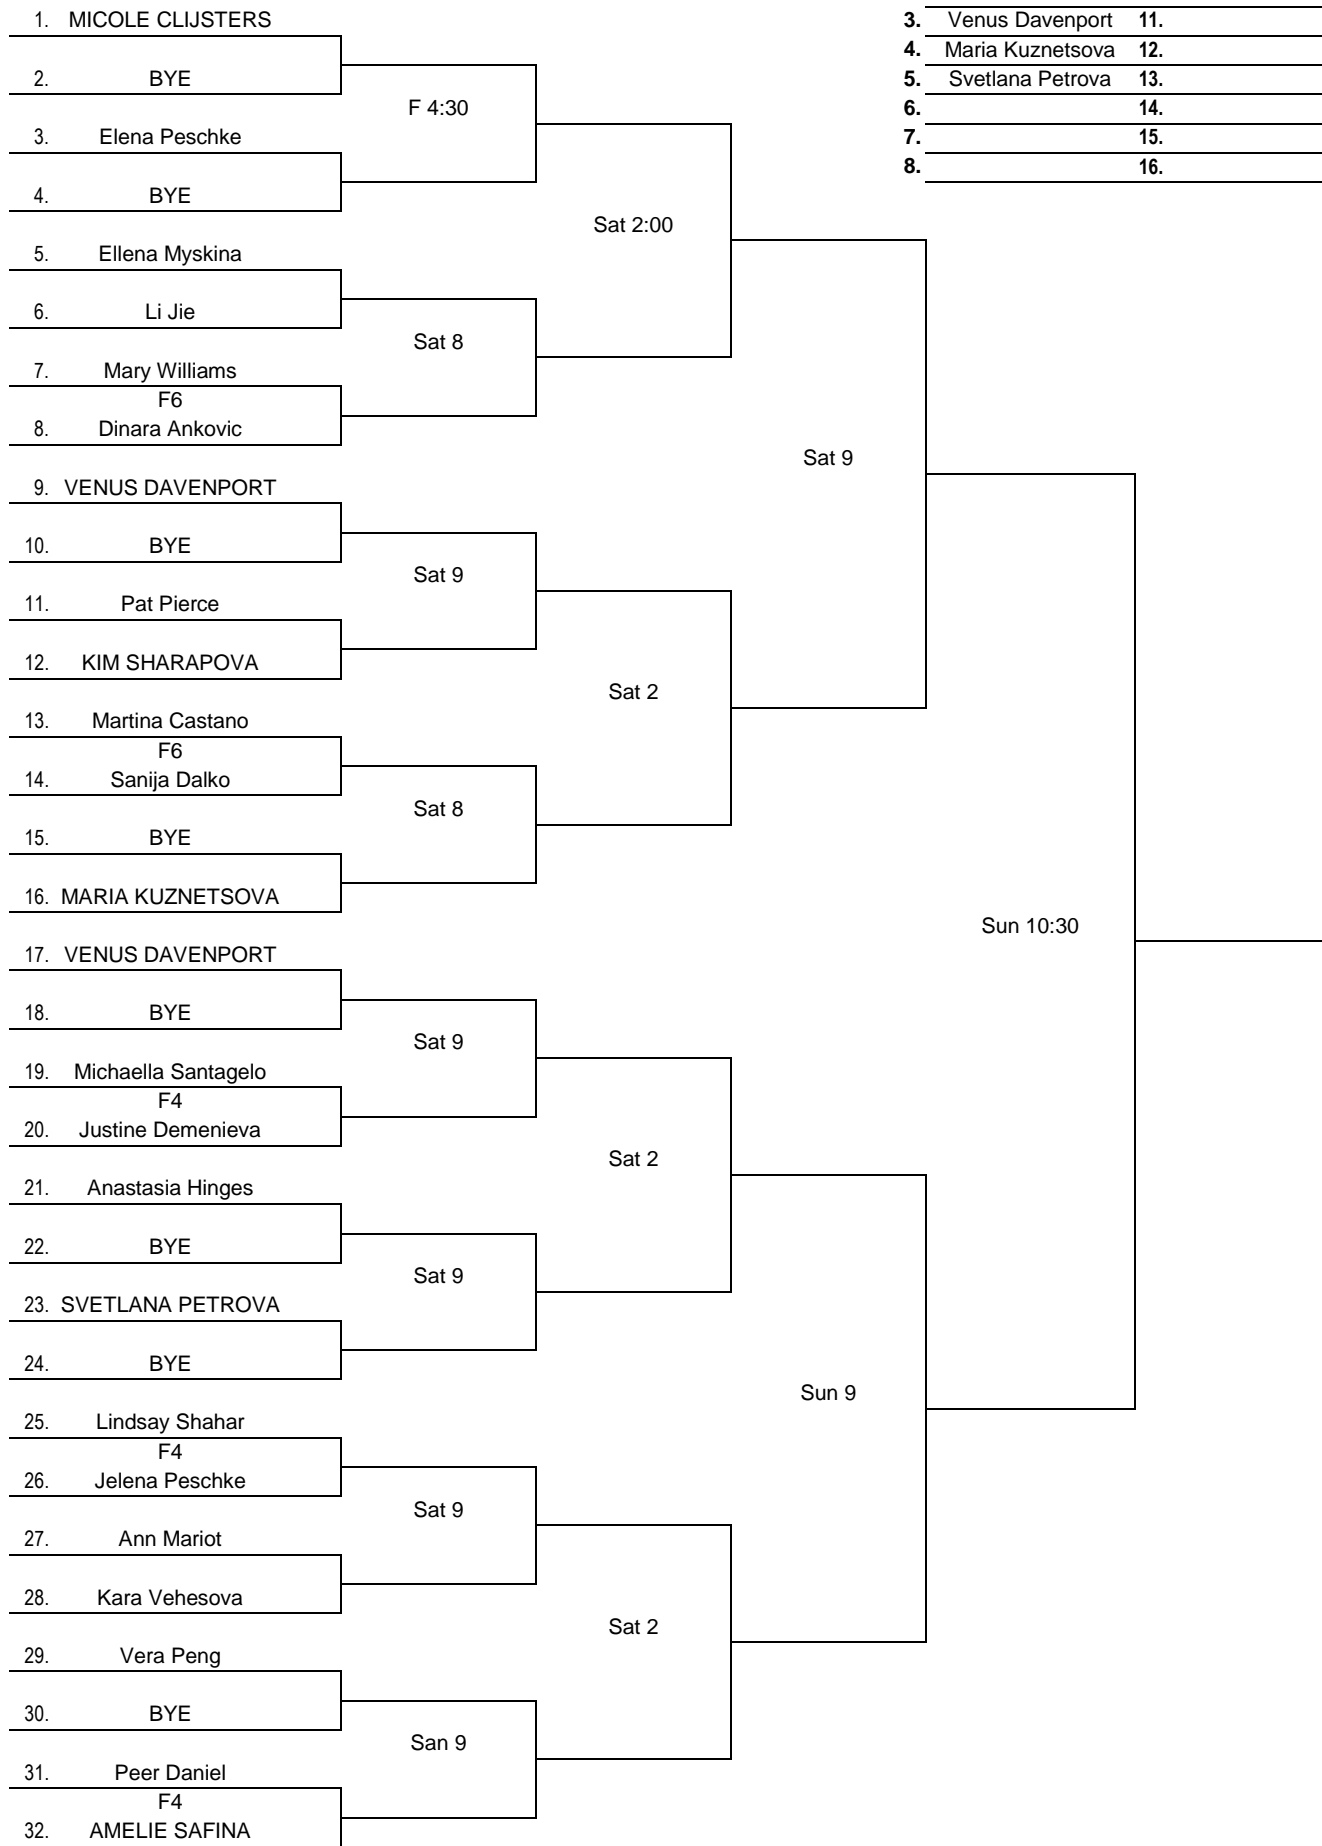 3. Venus Davenport 11.
4. Maria Kuznetsova 12.
5. Svetlana Petrova 13.
6. 14.
7. 15.
8. 16.
1. MICOLE CLIJSTERS
2. BYE
F 4:30
3. Elena Peschke
4. BYE
Sat 2:00
5. Ellena Myskina
6. Li Jie
Sat 8
7. Mary Williams
F6
8. Dinara Ankovic
Sat 9
9. VENUS DAVENPORT
10. BYE
Sat 9
11. Pat Pierce
12. KIM SHARAPOVA
Sat 2
13. Martina Castano
F6
14. Sanija Dalko
Sat 8
15. BYE
16. MARIA KUZNETSOVA
Sun 10:30
17. VENUS DAVENPORT
18. BYE
Sat 9
19. Michaella Santagelo
F4
20. Justine Demenieva
Sat 2
21. Anastasia Hinges
22. BYE
Sat 9
23. SVETLANA PETROVA
24. BYE
Sun 9
25. Lindsay Shahar
F4
26. Jelena Peschke
Sat 9
27. Ann Mariot
28. Kara Vehesova
Sat 2
29. Vera Peng
30. BYE
San 9
31. Peer Daniel
F4
32. AMELIE SAFINA